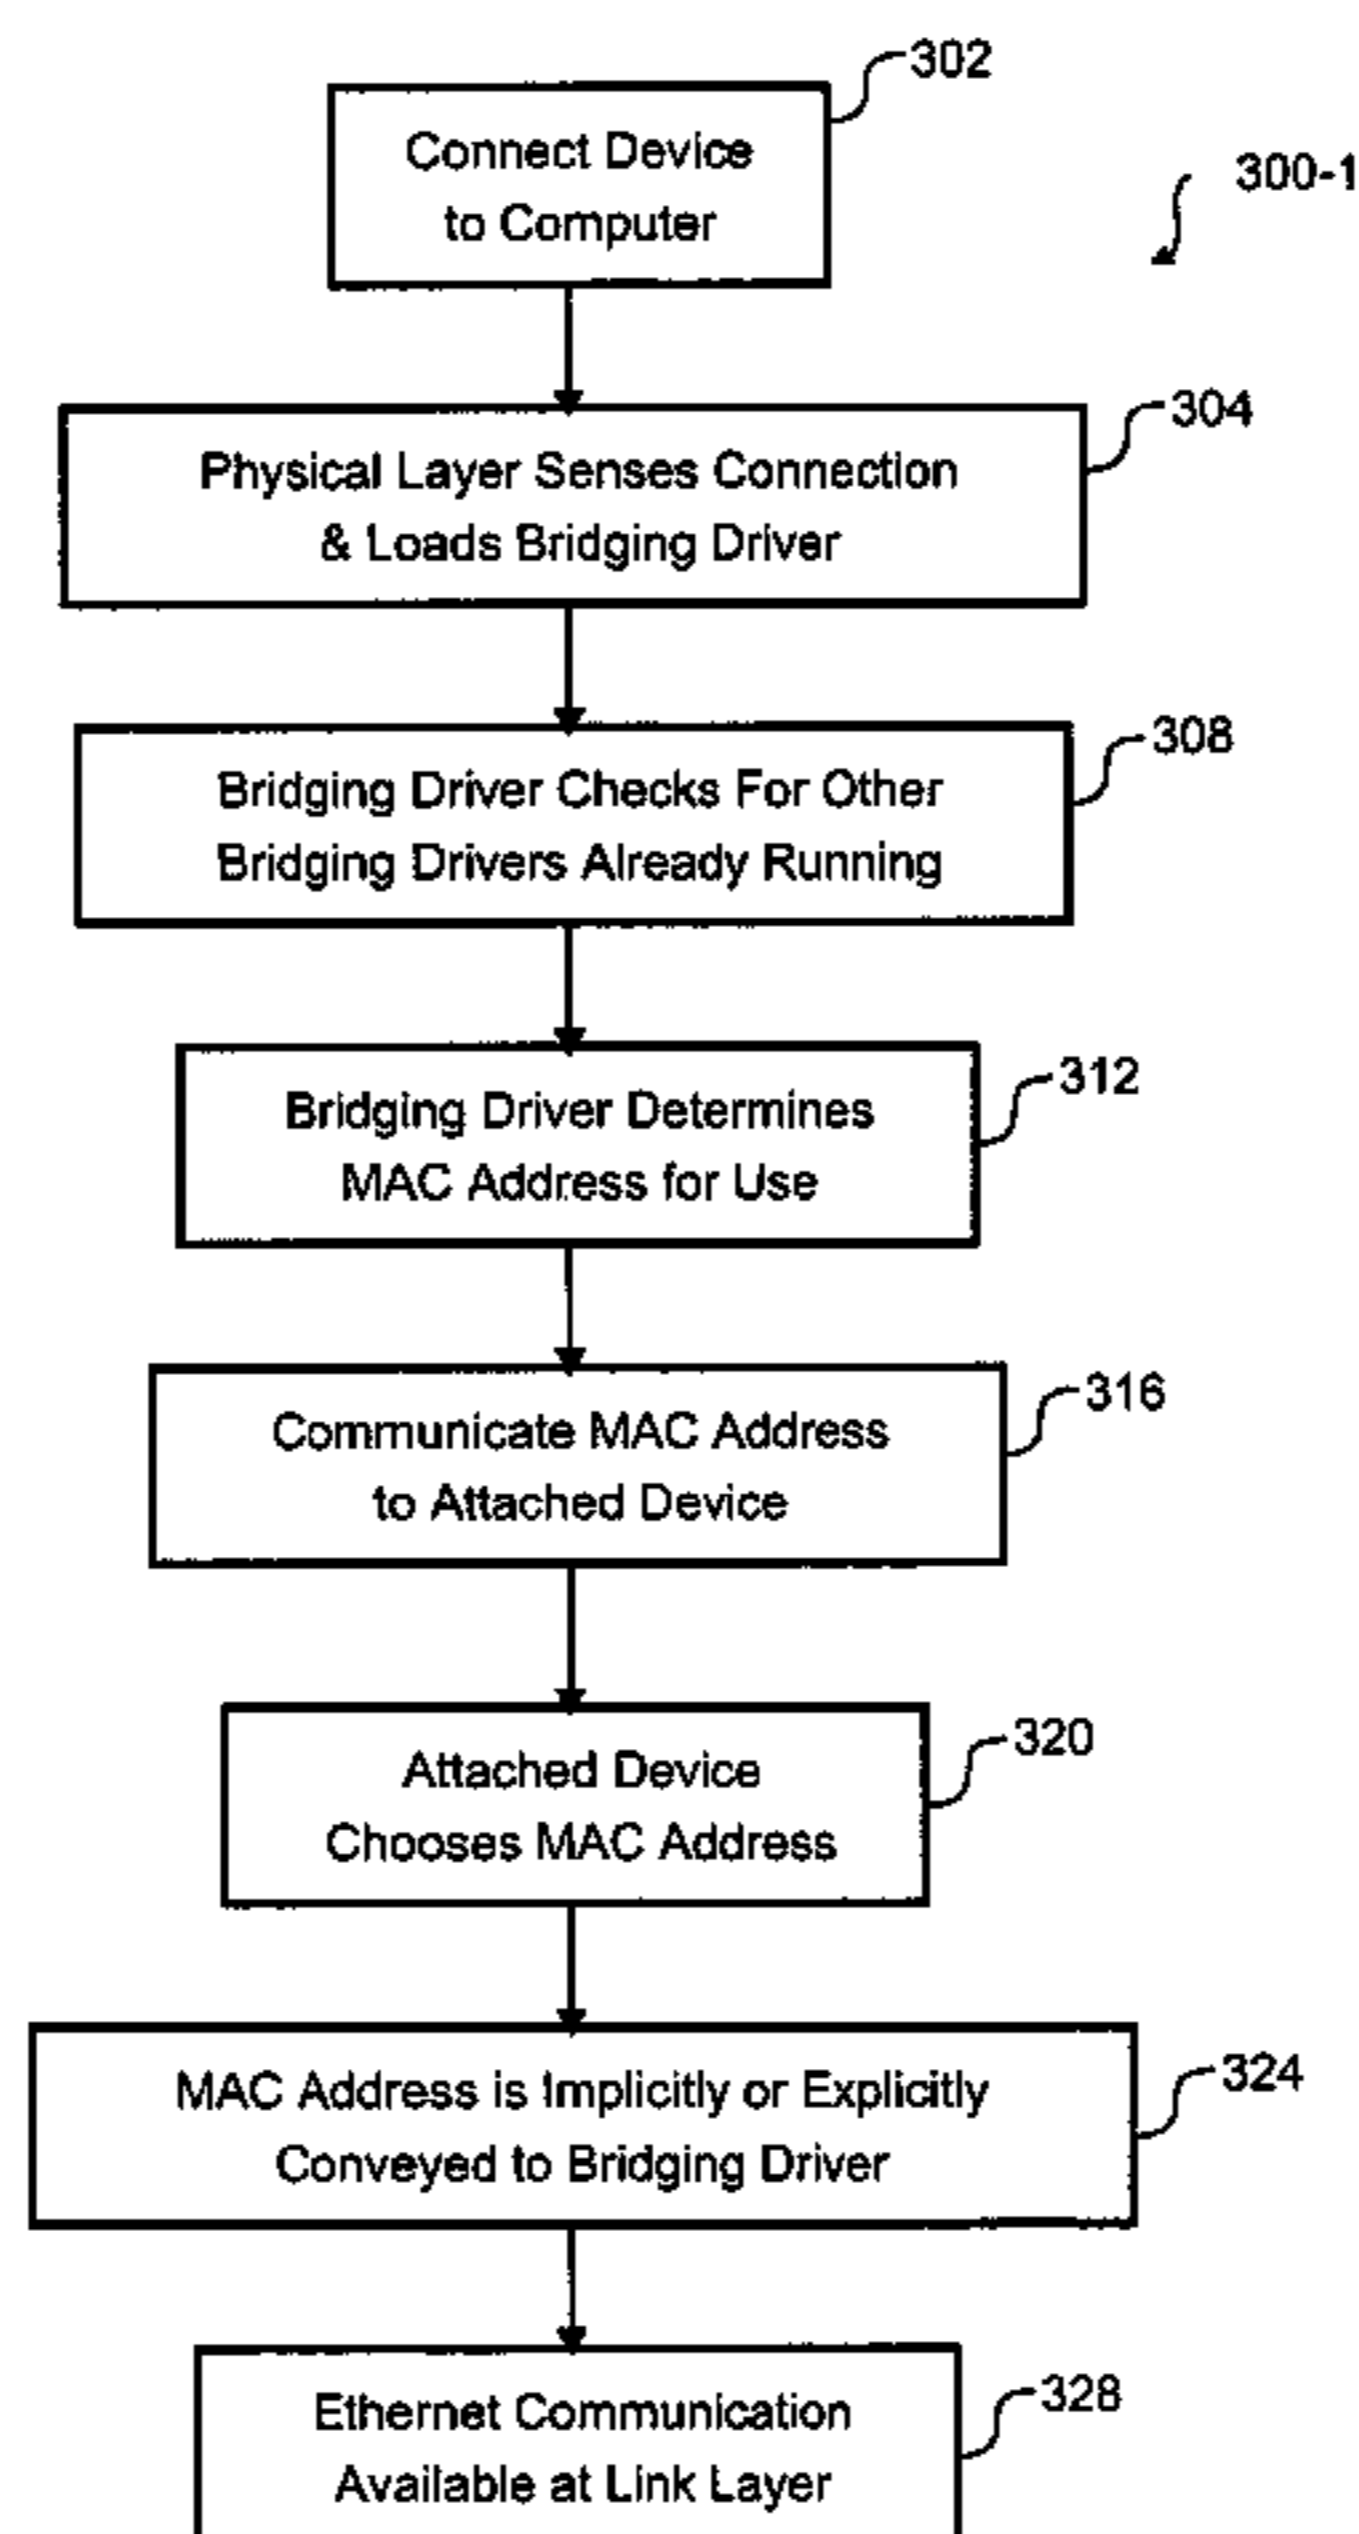 302
Connect Device
to Computer
300-1
304
Physical Layer Senses Connection
& Loads Bridging Driver
308
Bridging Driver Checks For Other
Bridging Drivers Already Running
312
Bridging Driver Determines
MAC Address for Use
316
Communicate MAC Address
to Attached Device
320
Attached Device
Chooses MAC Address
324
MAC Address is Implicitly or Explicitly
Conveyed to Bridging Driver
328
Ethernet Communication
Available at Link Layer